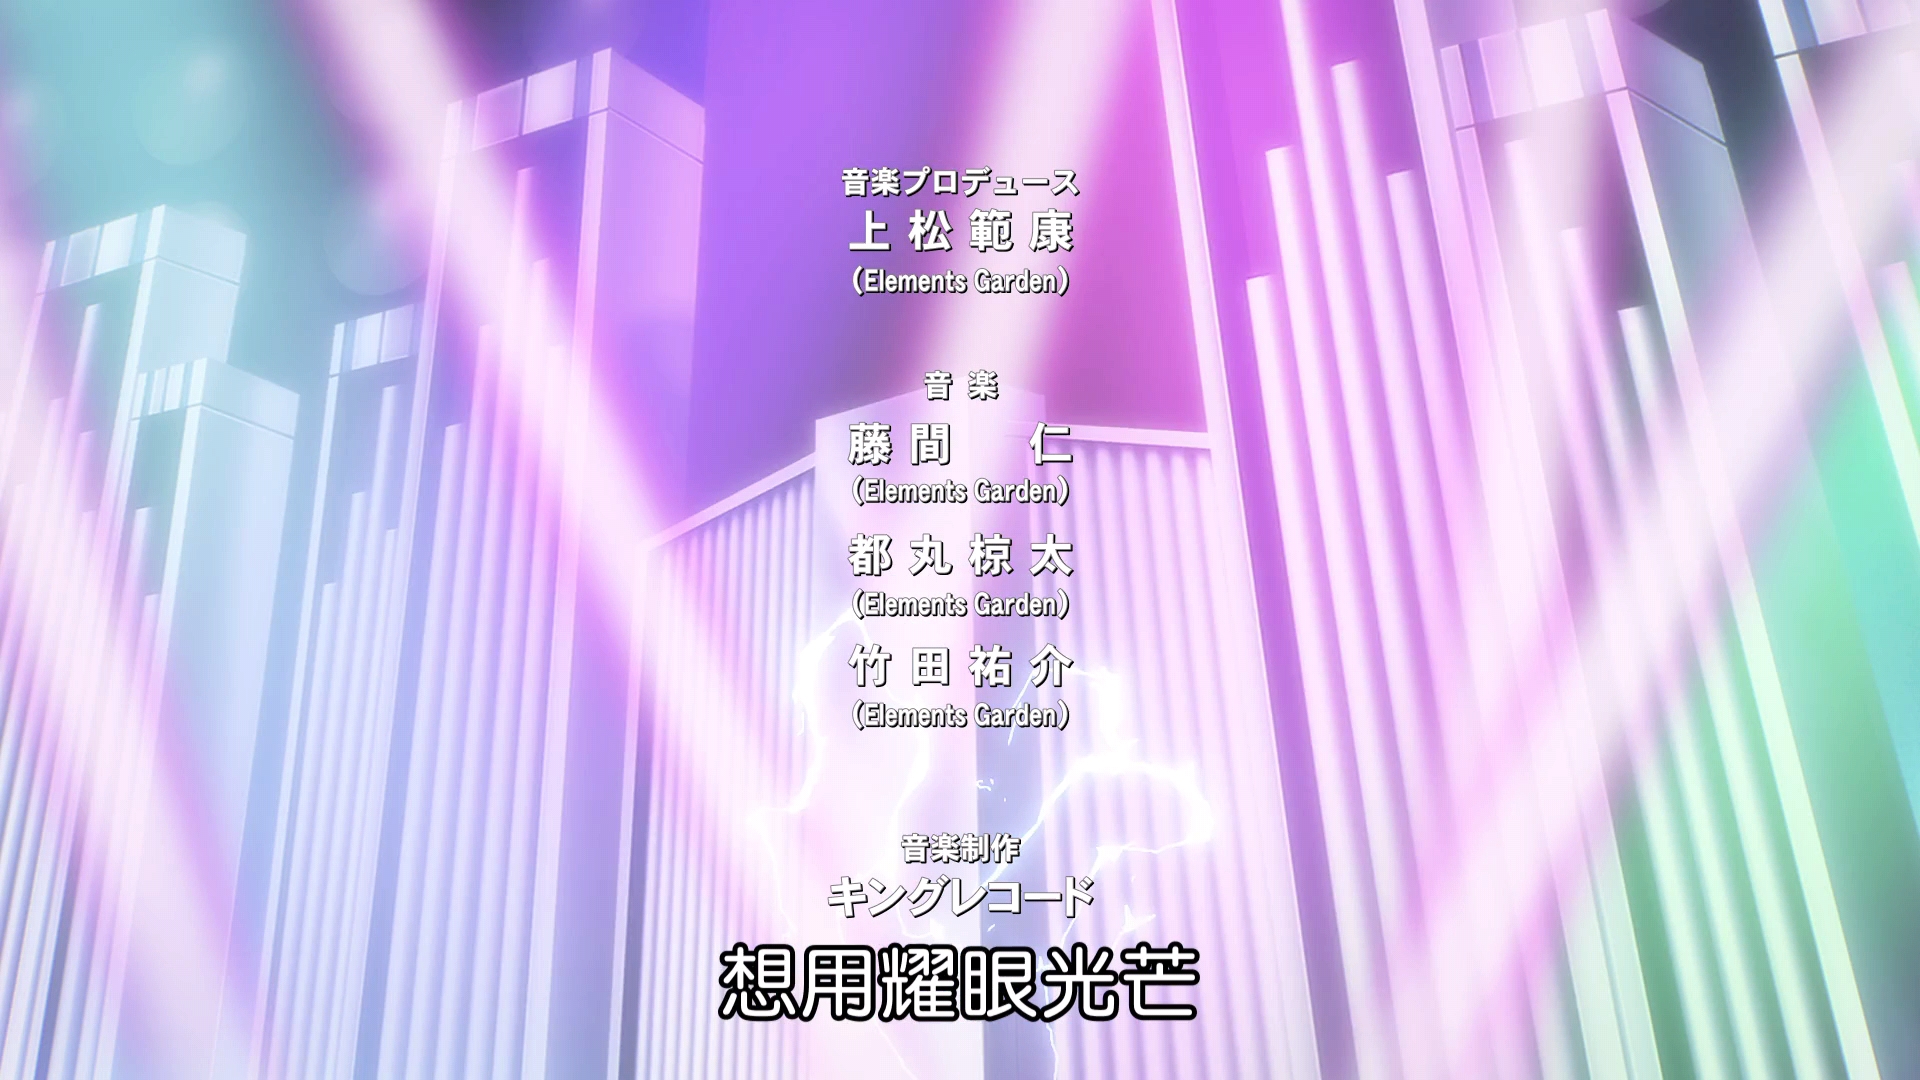 音楽プロデュース
上松範康
(Elements Garden)
音楽
藤間 仁
(Elements Garden)
都丸椋太
(Elements Garden)
竹田祐介
(Elements Garden)
音楽制作
キングレコード
想用耀眼光芒